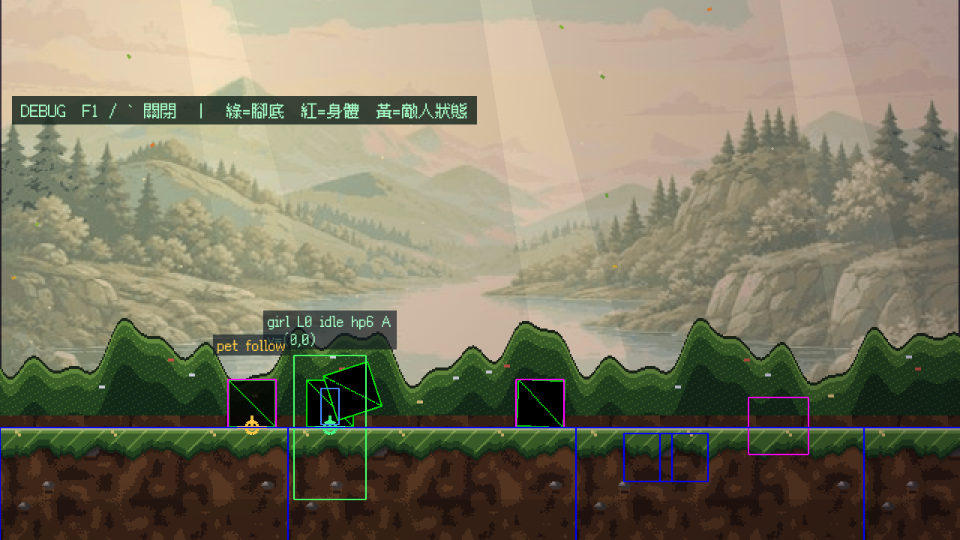 DEBUG F1 / ` 關閉 | 綠=腳底 紅=身體 黃=敵人狀態
girl L0 idle hp6 A
(0,0)
pet follow